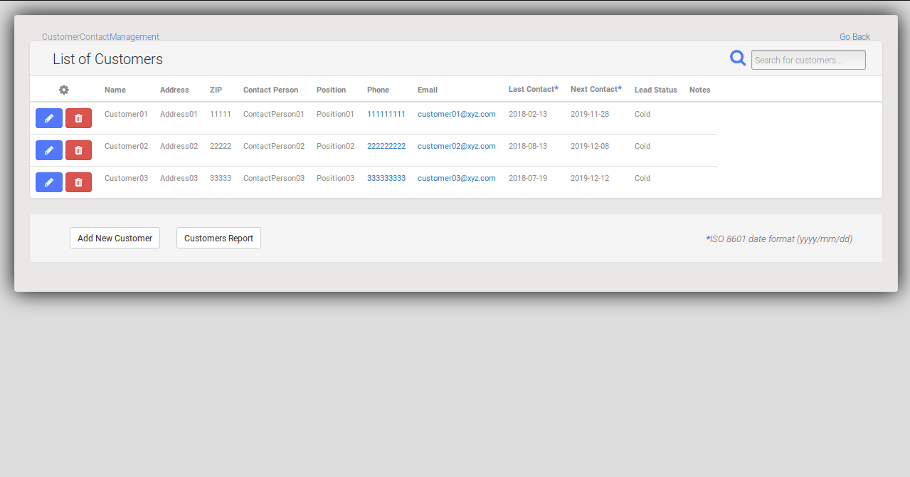 CustomerContactManagement Go Back
List of Customers Search for customers..
Name Address ZIP Contact Person Position Phone Email Last Contact* Next Contact* Lead Status Notes
Customer01 Address01 11111 ContactPerson01 Position01 111111111 customer01@xyz.com 2018-02-13 2019-11-28 Cold
Customer02 Address02 22222 ContactPerson02 Position02 222222222 customer02@xyz.com 2018-08-13 2019-12-08 Cold
Customer03 Address03 33333 ContactPerson03 Position03 333333333 customer03@xyz.com 2018-07-19 2019-12-12 Cold
Add New Customer Customers Report *ISO 8601 date format (yyyy/mm/dd)